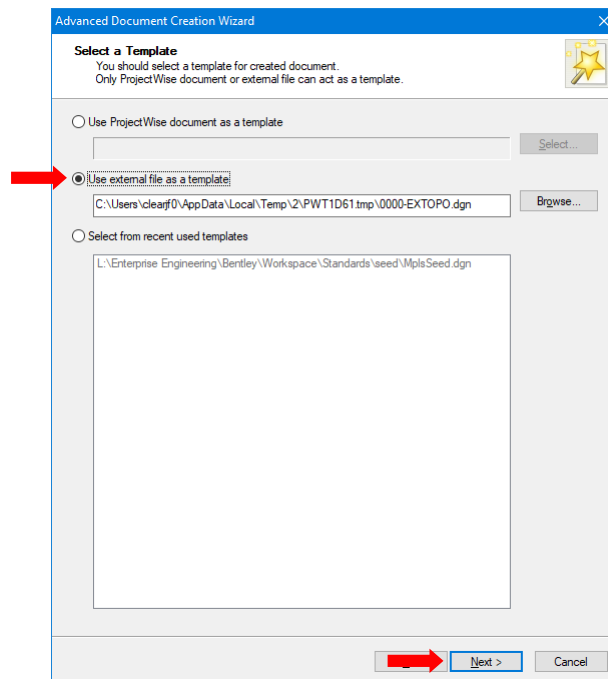 Advanced Document Creation Wizard
Select a Template
You should select a template for created document.
Only ProjectWise document or external file can act as a template.
Use ProjectWise document as a template
Select...
Use external file as a template
C:\Users\clearjf0\AppData\Local\Temp\2\PWT1D61.tmp\0000-EXTOPO.dgn
Browse...
Select from recent used templates
L:\Enterprise Engineering\Bentley\Workspace\Standards\seed\MplsSeed.dgn
Next >
Cancel